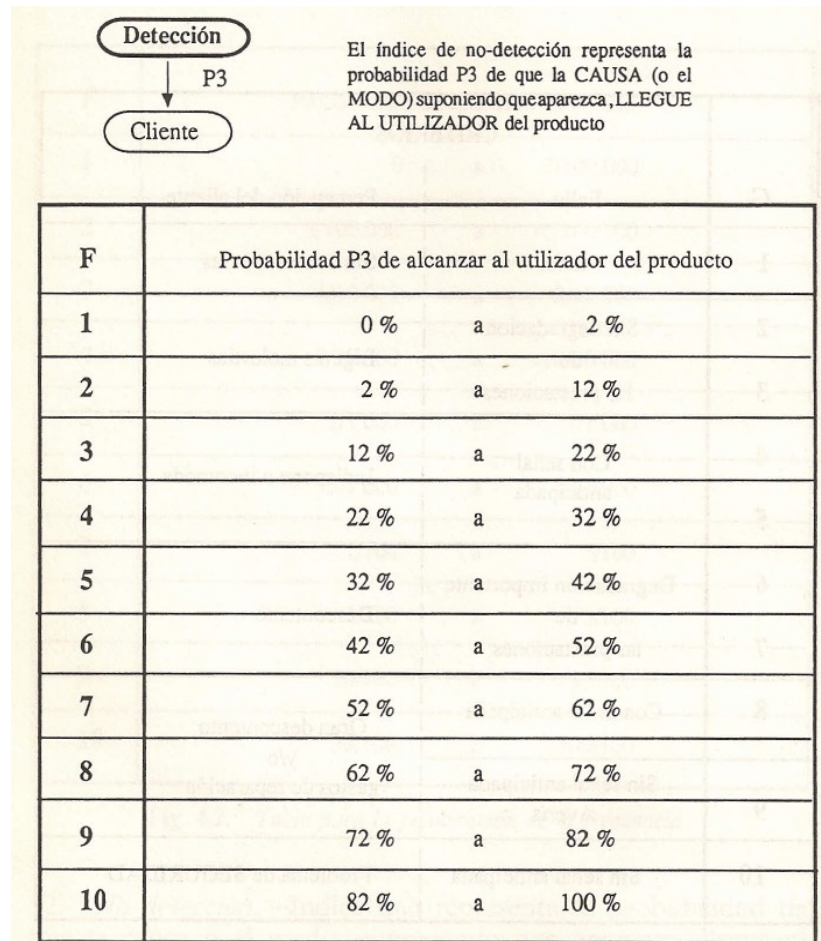 Detección
P3
Cliente
El índice de no-detección representa la
probabilidad P3 de que la CAUSA (o el
MODO) suponiendo que aparezca, LLEGUE
AL UTILIZADOR del producto
F Probabilidad P3 de alcanzar al utilizador del producto
1 0 % a 2 %
2 2 % a 12 %
3 12 % a 22 %
4 22 % a 32 %
5 32 % a 42 %
6 42 % a 52 %
7 52 % a 62 %
8 62 % a 72 %
9 72 % a 82 %
10 82 % a 100 %